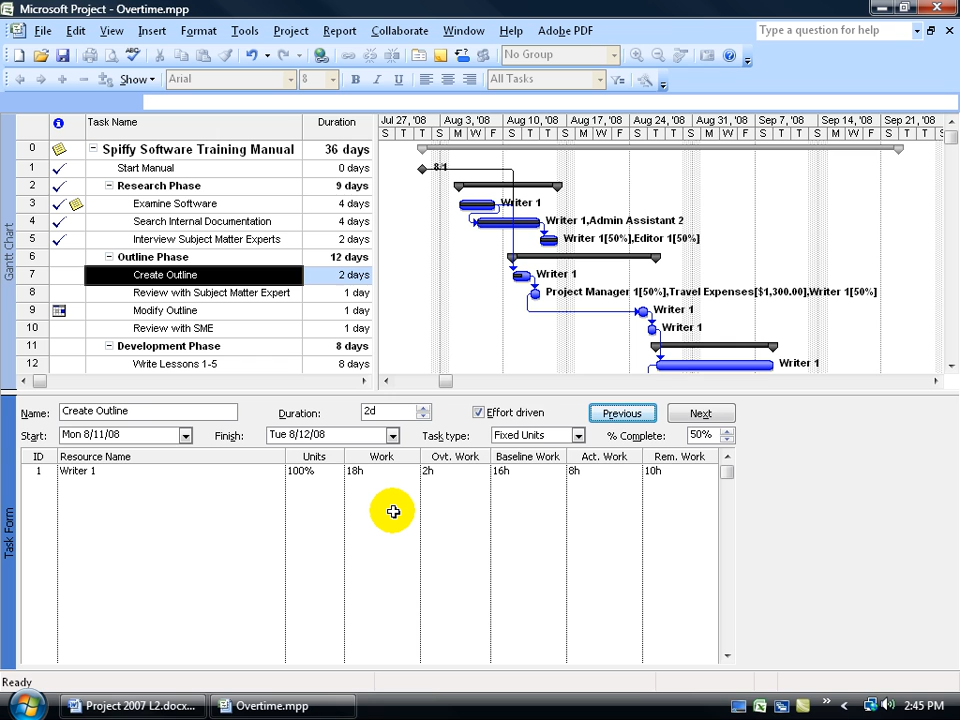 Microsoft Project - Overtime.mpp
File Edit View Insert Format Tools Project Report Collaborate Window Help Adobe PDF
Type a question for help
No Group
Show Arial 8 B I U All Tasks
Task Name Duration
Jul 27, '08 Aug 3, '08 Aug 10, '08 Aug 17, '08 Aug 24, '08 Aug 31, '08 Sep 7, '08 Sep 14, '08 Sep 21, '08
S T T S M W F S T T S M W F S T T S M W F S T T S M W F S T T S
0 Spiffy Software Training Manual 36 days
1 Start Manual 0 days 8/1
2 Research Phase 9 days
3 Examine Software 4 days Writer 1
4 Search Internal Documentation 4 days Writer 1,Admin Assistant 2
5 Interview Subject Matter Experts 2 days Writer 1[50%],Editor 1[50%]
6 Outline Phase 12 days
7 Create Outline 2 days Writer 1
8 Review with Subject Matter Expert 1 day Project Manager 1[50%],Travel Expenses[$1,300.00],Writer 1[50%]
9 Modify Outline 1 day Writer 1
10 Review with SME 1 day Writer 1
11 Development Phase 8 days
12 Write Lessons 1-5 8 days Writer 1
Gantt Chart
Name: Create Outline Duration: 2d Effort driven Previous Next
Start: Mon 8/11/08 Finish: Tue 8/12/08 Task type: Fixed Units % Complete: 50%
ID Resource Name Units Work Ovt. Work Baseline Work Act. Work Rem. Work
1 Writer 1 100% 18h 2h 16h 8h 10h
Task Form
Ready
Project 2007 L2.docx... Overtime.mpp 2:45 PM